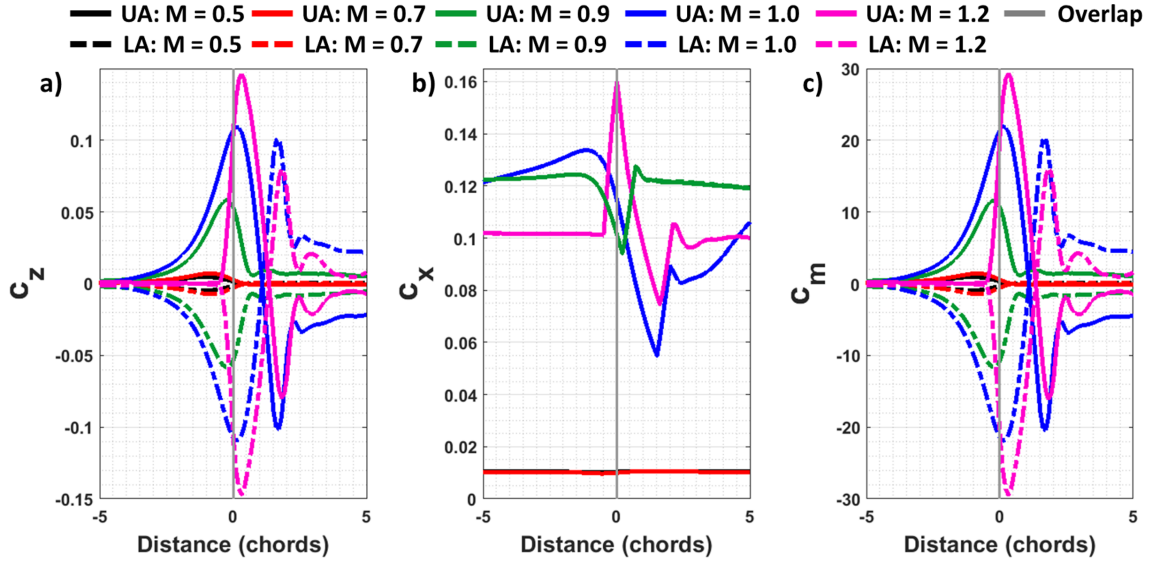 UA: M = 0.5 UA: M = 0.7 UA: M = 0.9 UA: M = 1.0 UA: M = 1.2 Overlap
LA: M = 0.5 LA: M = 0.7 LA: M = 0.9 LA: M = 1.0 LA: M = 1.2
a)
0.1
0.05
0
-0.05
-0.1
-0.15
-5 0 5
cz
Distance (chords)
b)
0.16
0.14
0.12
0.1
0.08
0.06
0.04
0.02
0
-5 0 5
cx
Distance (chords)
c)
30
20
10
0
-10
-20
-30
-5 0 5
cm
Distance (chords)